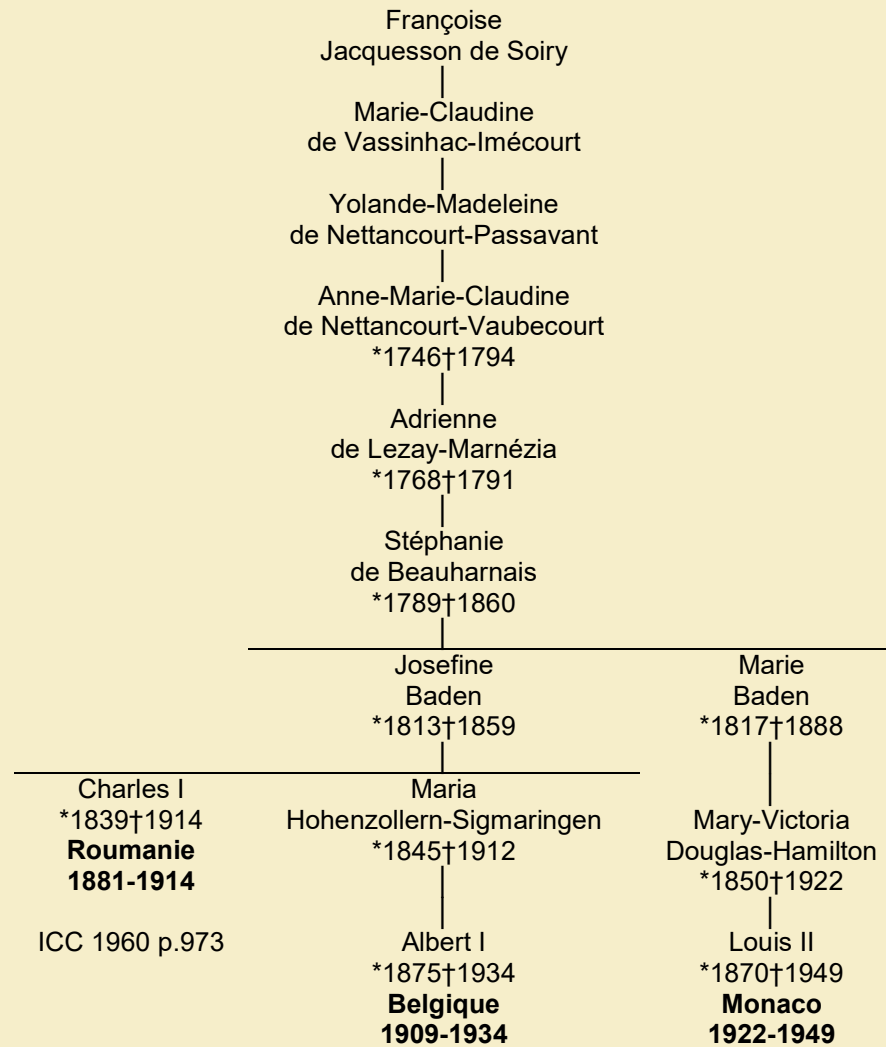 Françoise
Jacquesson de Soiry
Marie-Claudine
de Vassinhac-Imécourt
Yolande-Madeleine
de Nettancourt-Passavant
Anne-Marie-Claudine
de Nettancourt-Vaubecourt
*1746†1794
Adrienne
de Lezay-Marnézia
*1768†1791
Stéphanie
de Beauharnais
*1789†1860
Josefine
Baden
*1813†1859
Marie
Baden
*1817†1888
Charles I
*1839†1914
Roumanie
1881-1914
Maria
Hohenzollern-Sigmaringen
*1845†1912
Mary-Victoria
Douglas-Hamilton
*1850†1922
ICC 1960 p.973
Albert I
*1875†1934
Belgique
1909-1934
Louis II
*1870†1949
Monaco
1922-1949